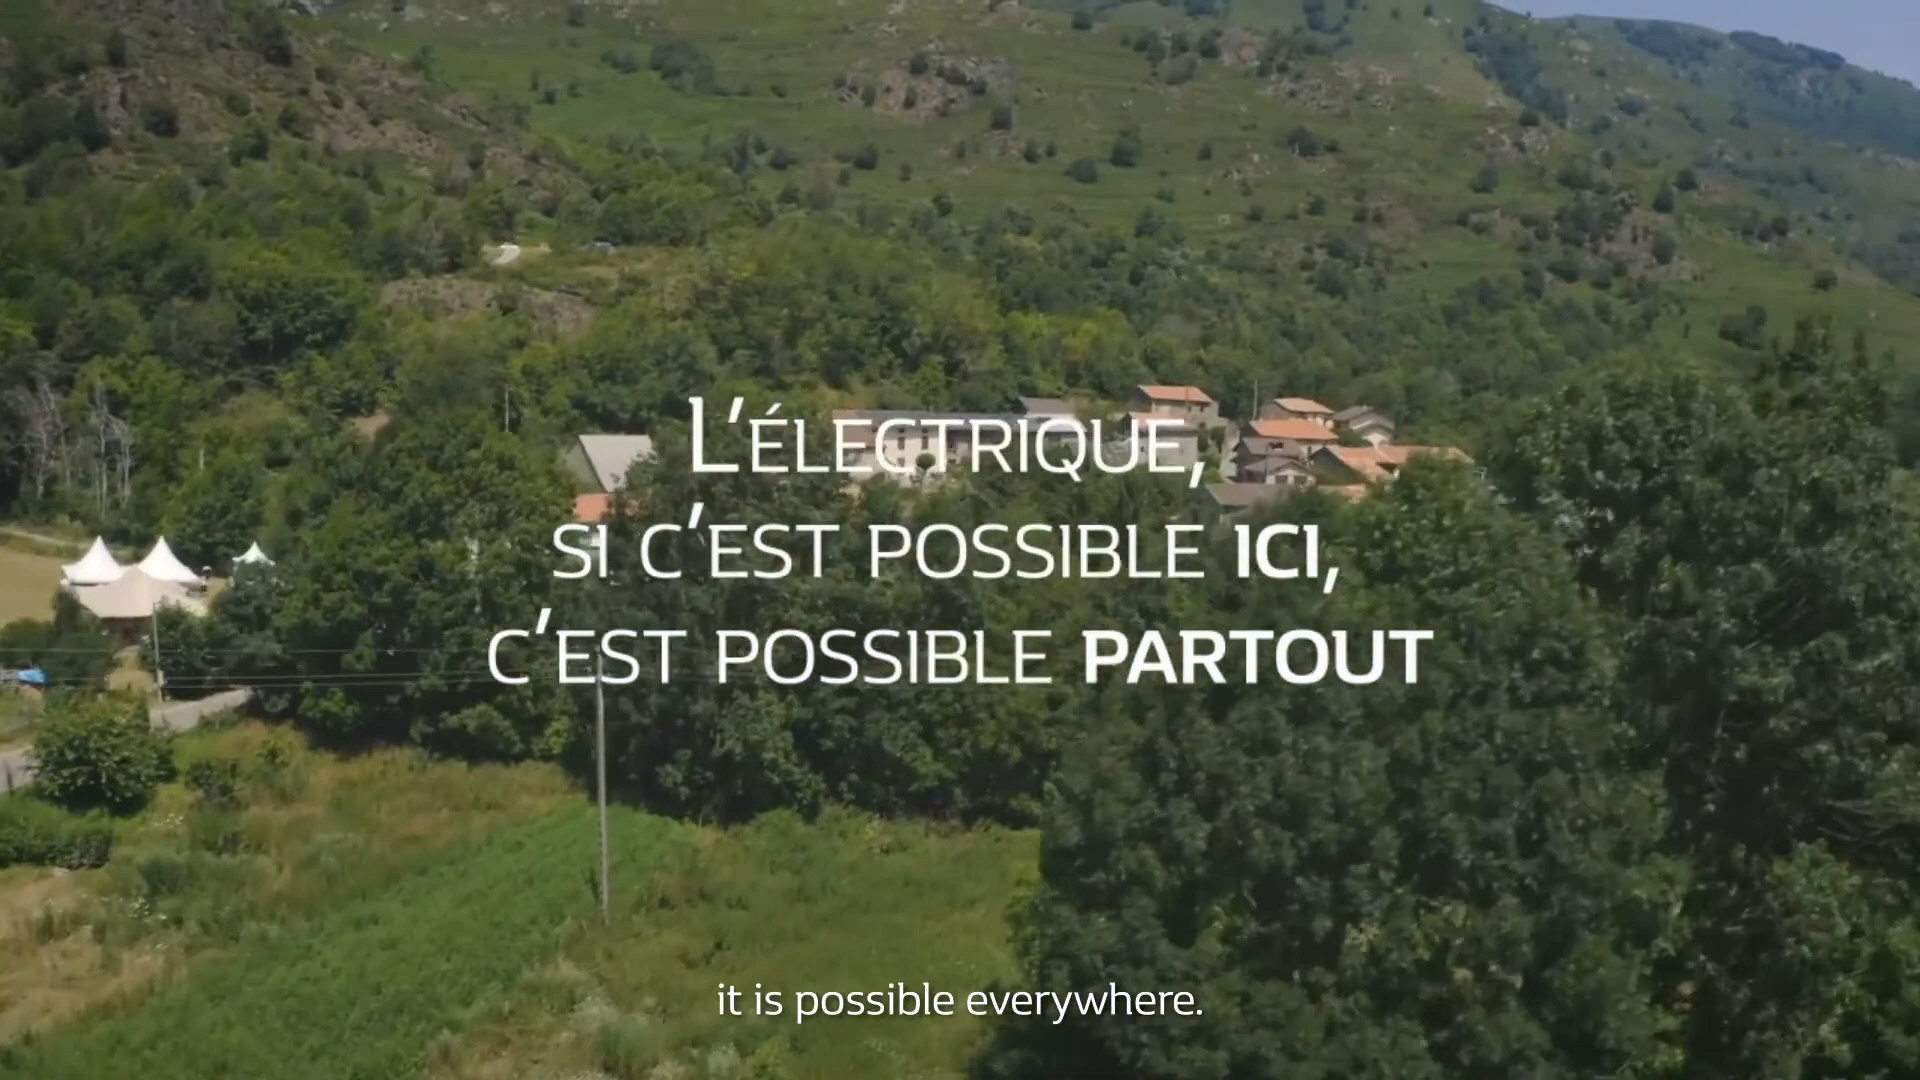 L'ÉLECTRIQUE,
SI C'EST POSSIBLE ICI,
C'EST POSSIBLE PARTOUT
it is possible everywhere.